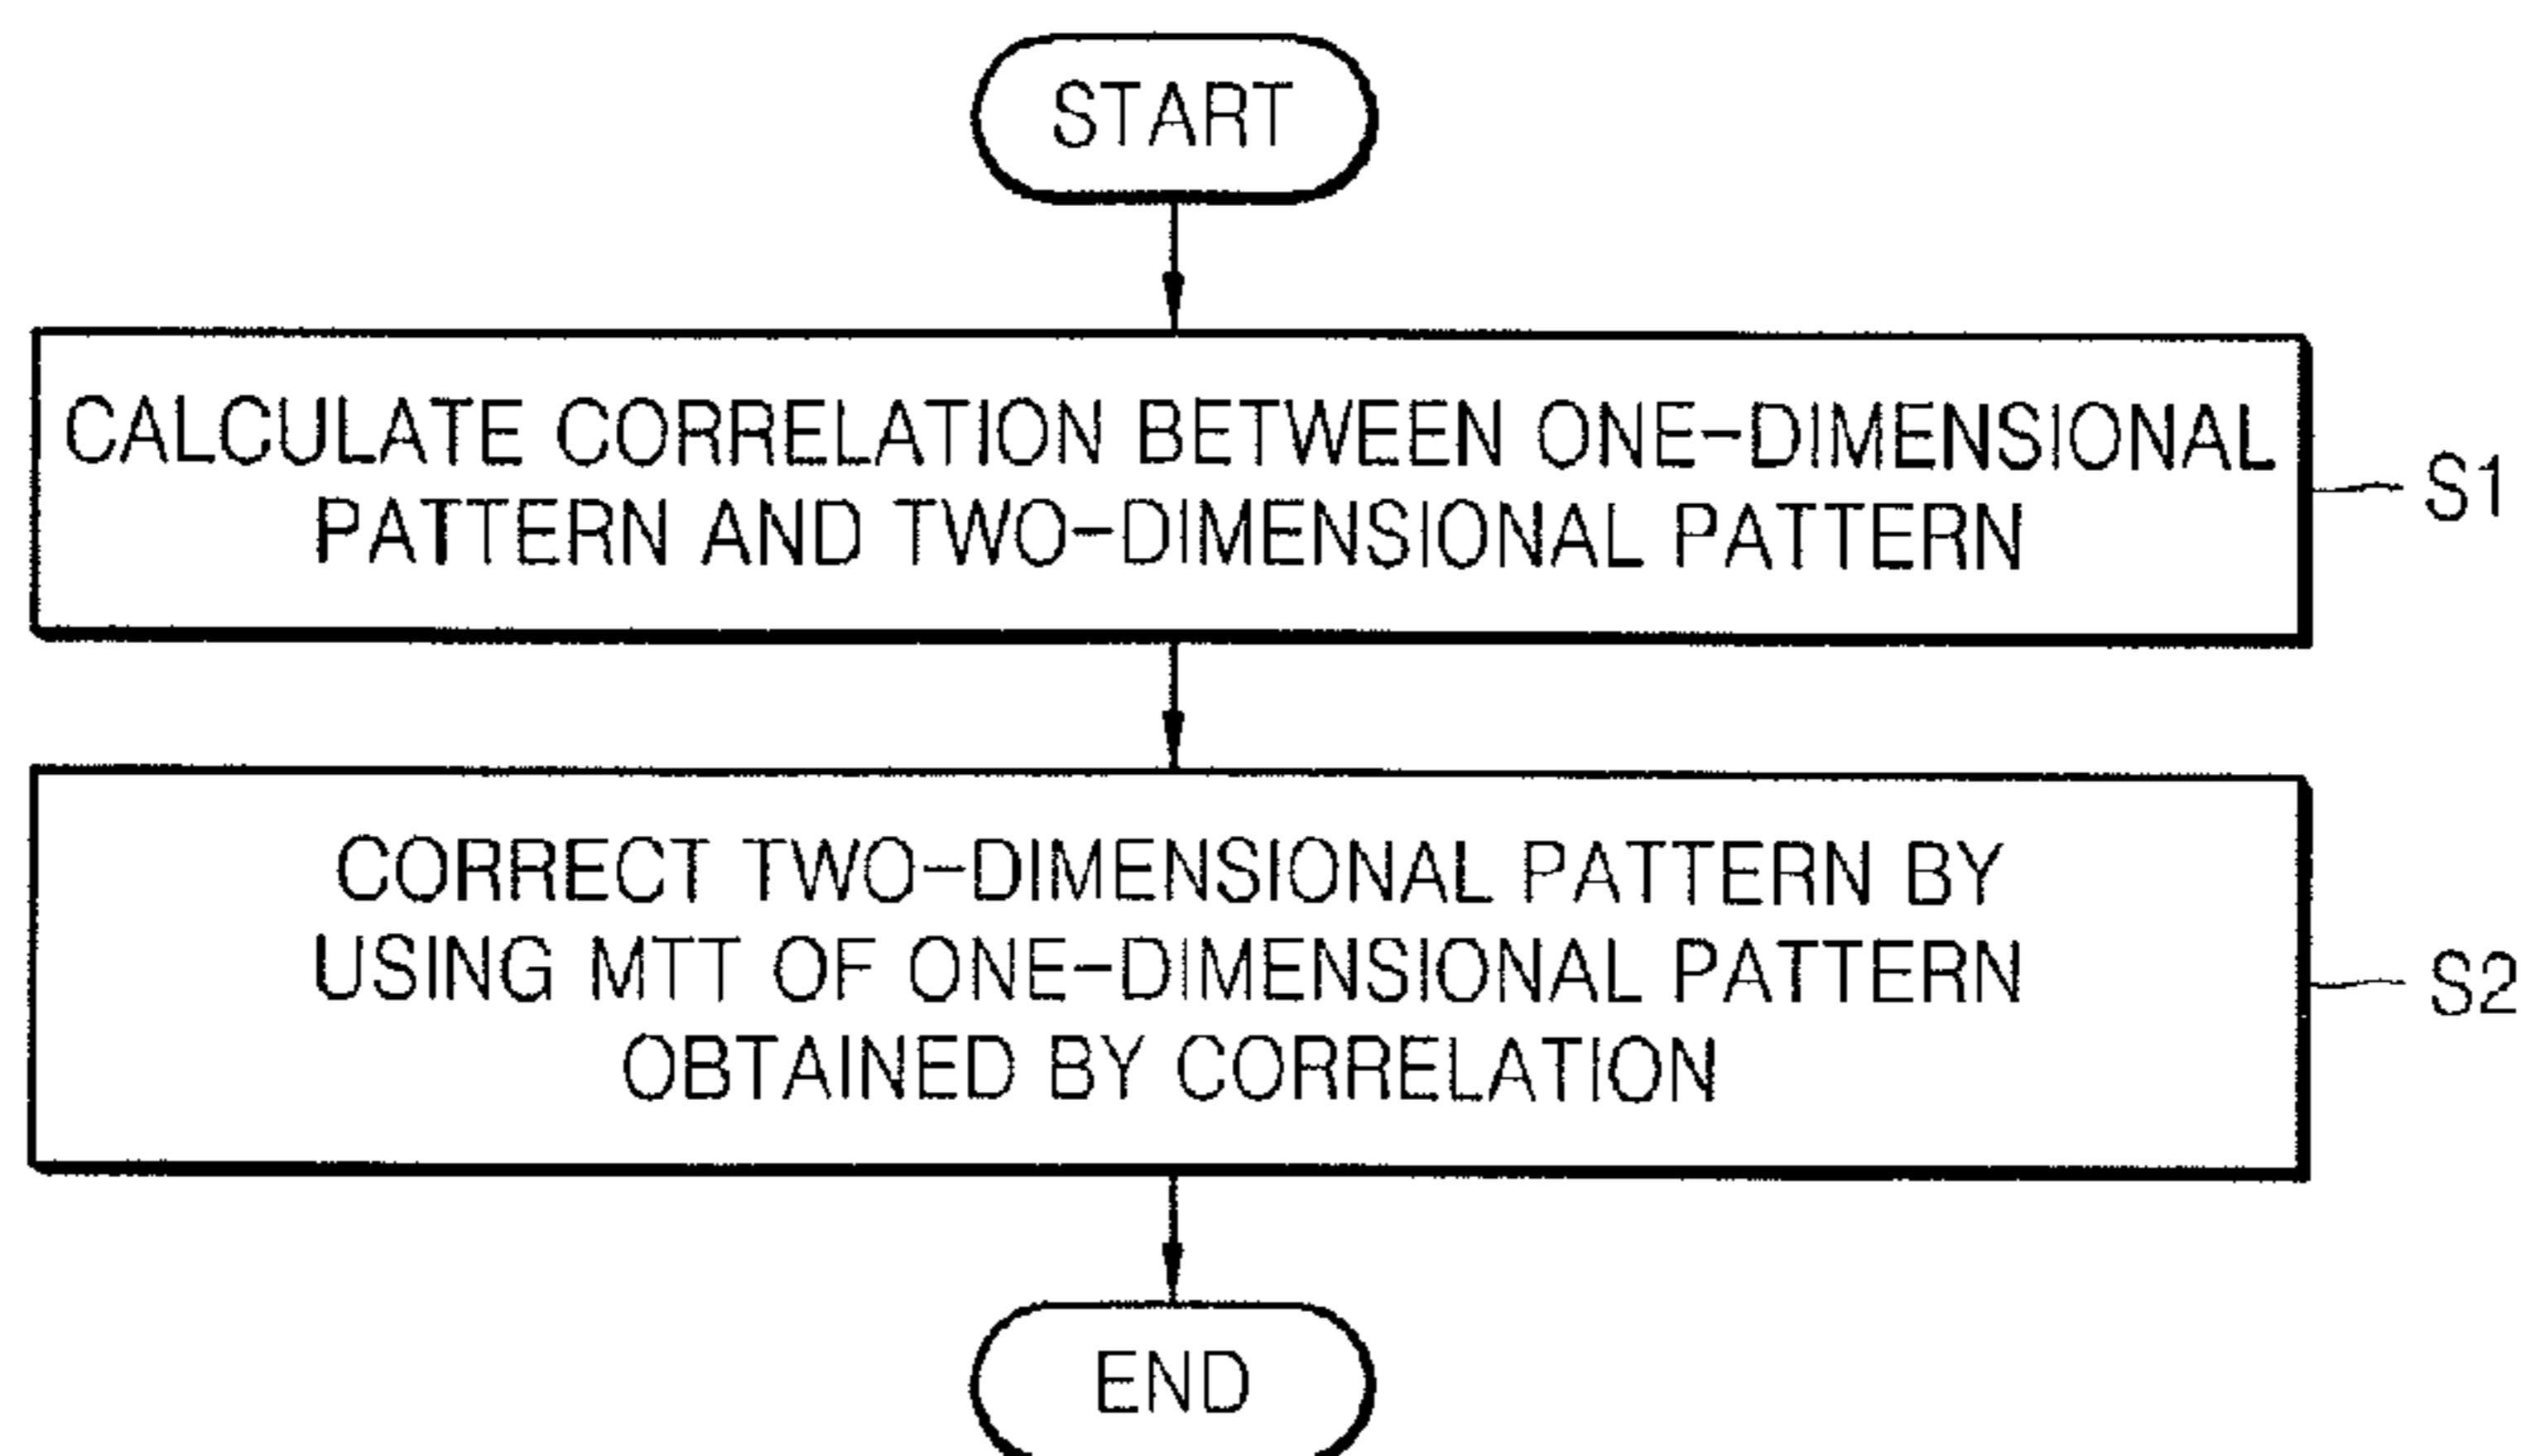 START
CALCULATE CORRELATION BETWEEN ONE-DIMENSIONAL
PATTERN AND TWO-DIMENSIONAL PATTERN
S1
CORRECT TWO-DIMENSIONAL PATTERN BY
USING MTT OF ONE-DIMENSIONAL PATTERN
OBTAINED BY CORRELATION
S2
END